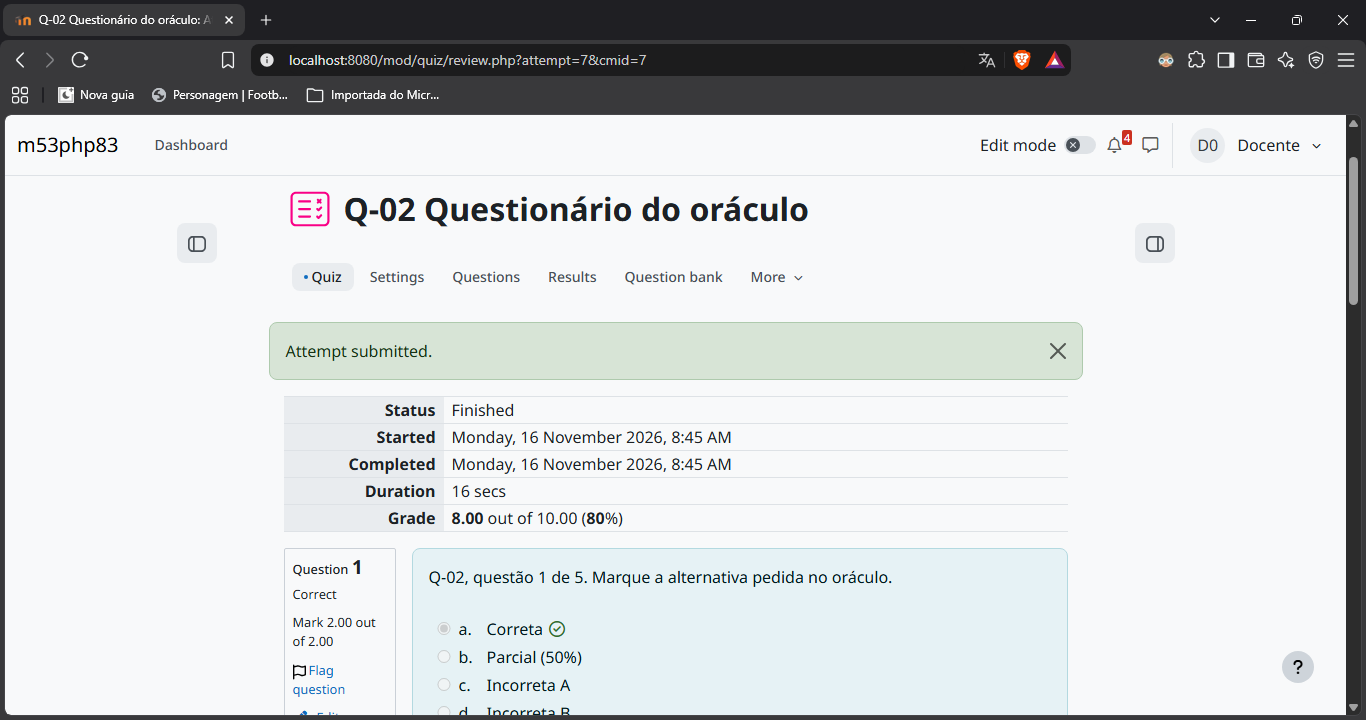 Q-02 Questionário do oráculo: A
localhost:8080/mod/quiz/review.php?attempt=7&cmid=7
Nova guia
Personagem | Footb...
Importada do Micr...
m53php83
Dashboard
Edit mode
4
D0
Docente
Q-02 Questionário do oráculo
Quiz
Settings
Questions
Results
Question bank
More
Attempt submitted.
Status Finished
Started Monday, 16 November 2026, 8:45 AM
Completed Monday, 16 November 2026, 8:45 AM
Duration 16 secs
Grade 8.00 out of 10.00 (80%)
Question 1
Correct
Mark 2.00 out
of 2.00
Flag
question
Q-02, questão 1 de 5. Marque a alternativa pedida no oráculo.
a. Correta
b. Parcial (50%)
c. Incorreta A
d. Incorreta B
?